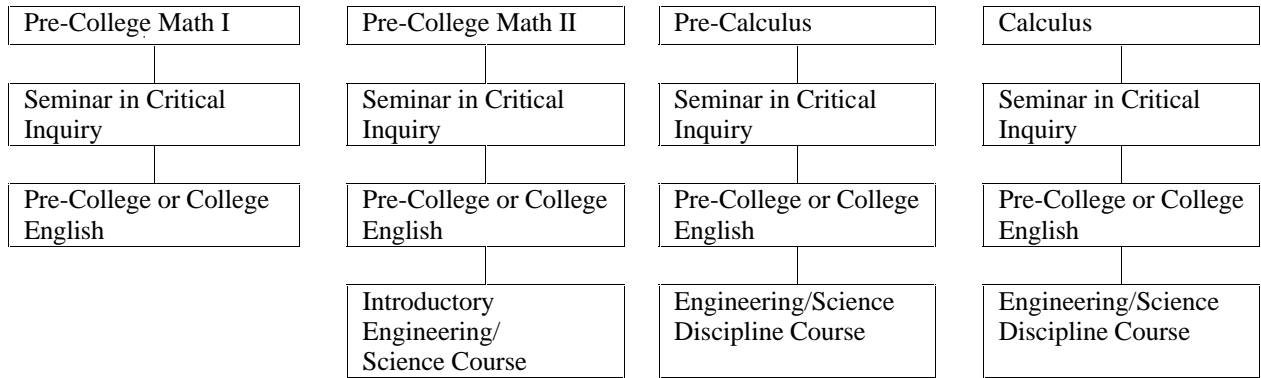 Pre-College Math I
Seminar in Critical
Inquiry
Pre-College or College
English
Pre-College Math II
Seminar in Critical
Inquiry
Pre-College or College
English
Introductory
Engineering/
Science Course
Pre-Calculus
Seminar in Critical
Inquiry
Pre-College or College
English
Engineering/Science
Discipline Course
Calculus
Seminar in Critical
Inquiry
Pre-College or College
English
Engineering/Science
Discipline Course